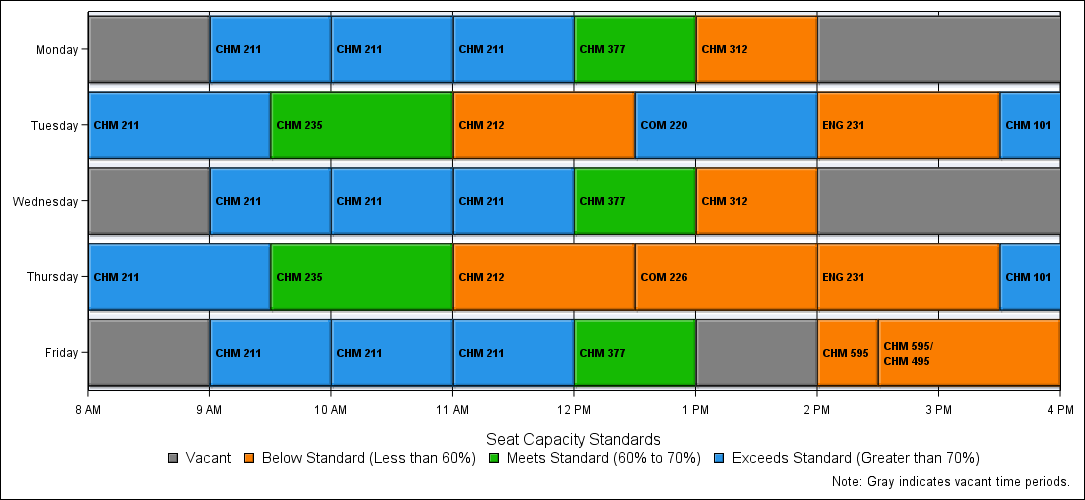 Monday
CHM 211
CHM 211
CHM 211
CHM 377
CHM 312
Tuesday
CHM 211
CHM 235
CHM 212
COM 220
ENG 231
CHM 101
Wednesday
CHM 211
CHM 211
CHM 211
CHM 377
CHM 312
Thursday
CHM 211
CHM 235
CHM 212
COM 226
ENG 231
CHM 101
Friday
CHM 211
CHM 211
CHM 211
CHM 377
CHM 595
CHM 595/
CHM 495
8 AM 9 AM 10 AM 11 AM 12 PM 1 PM 2 PM 3 PM 4 PM
Seat Capacity Standards
Vacant Below Standard (Less than 60%) Meets Standard (60% to 70%) Exceeds Standard (Greater than 70%)
Note: Gray indicates vacant time periods.